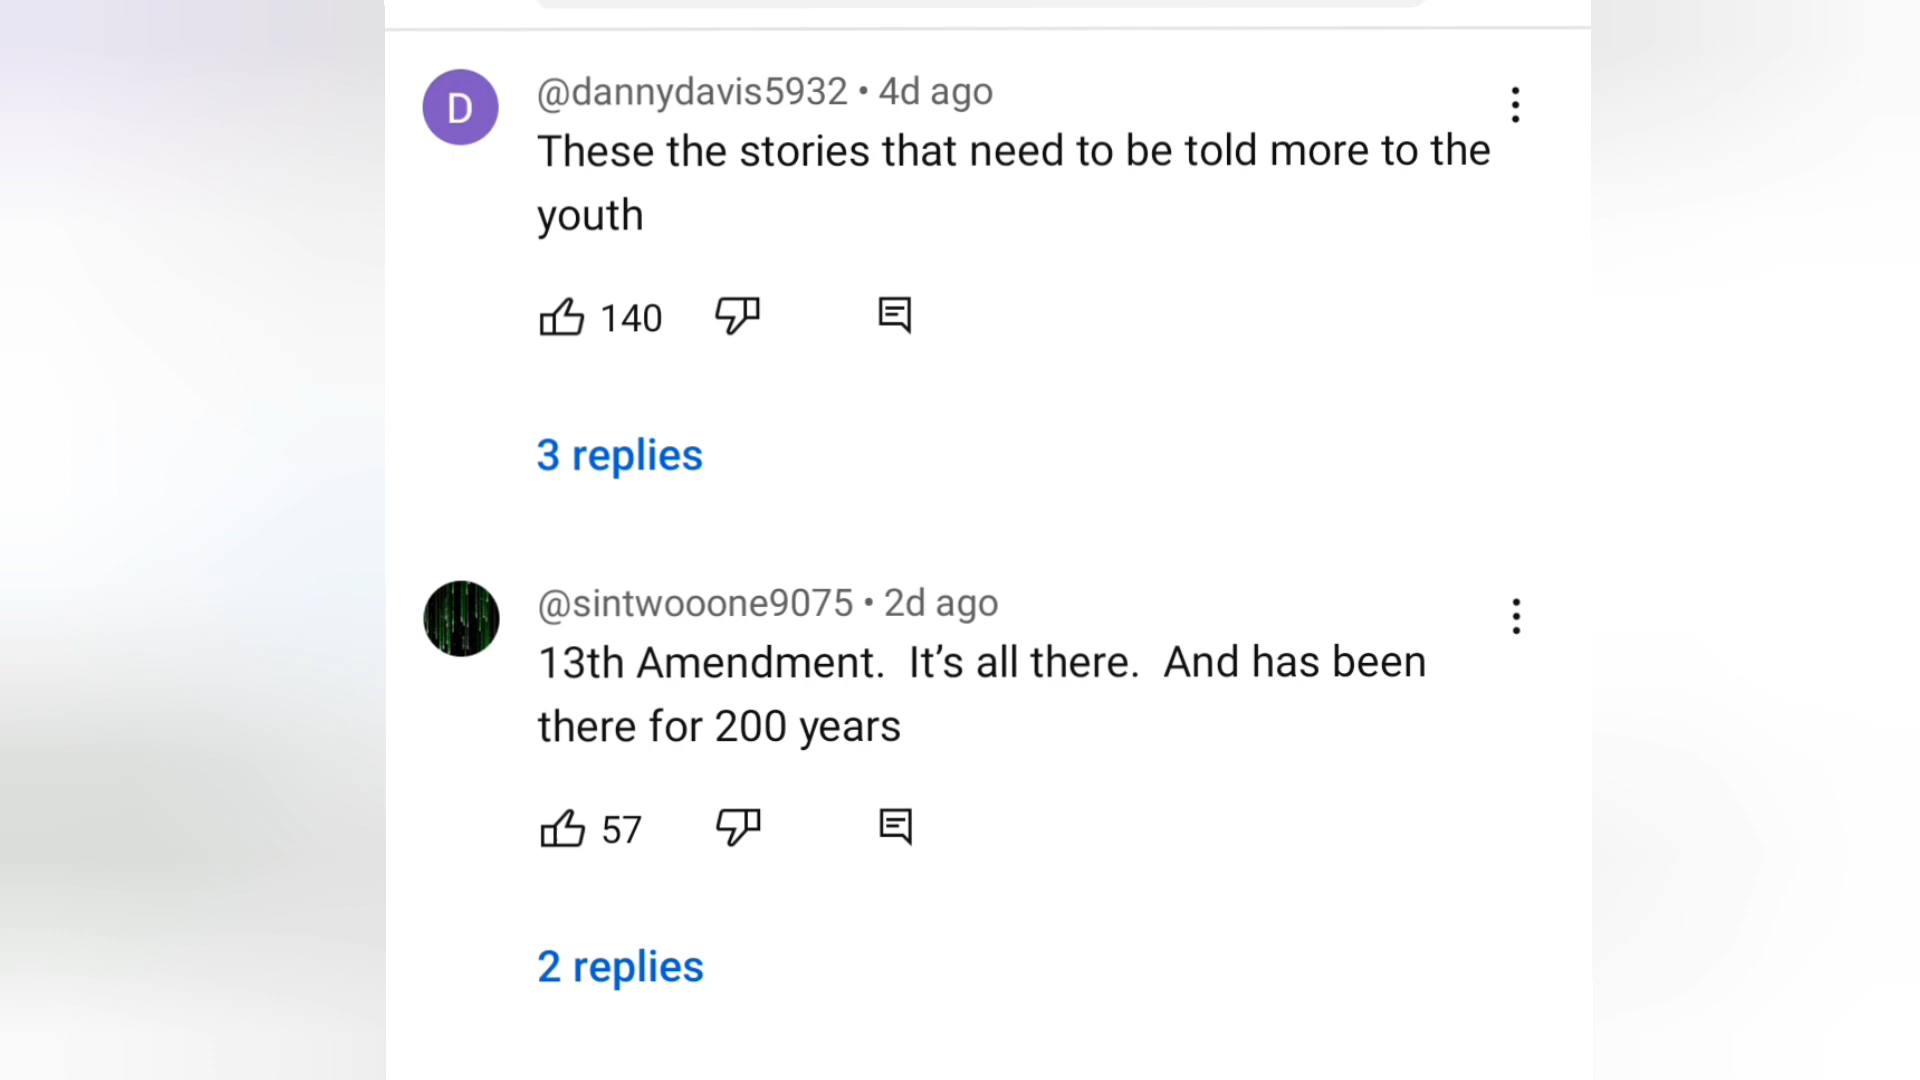 D
@dannydavis5932 • 4d ago
These the stories that need to be told more to the
youth
140
3 replies
@sintwooone9075 • 2d ago
13th Amendment.  It’s all there.  And has been
there for 200 years
57
2 replies